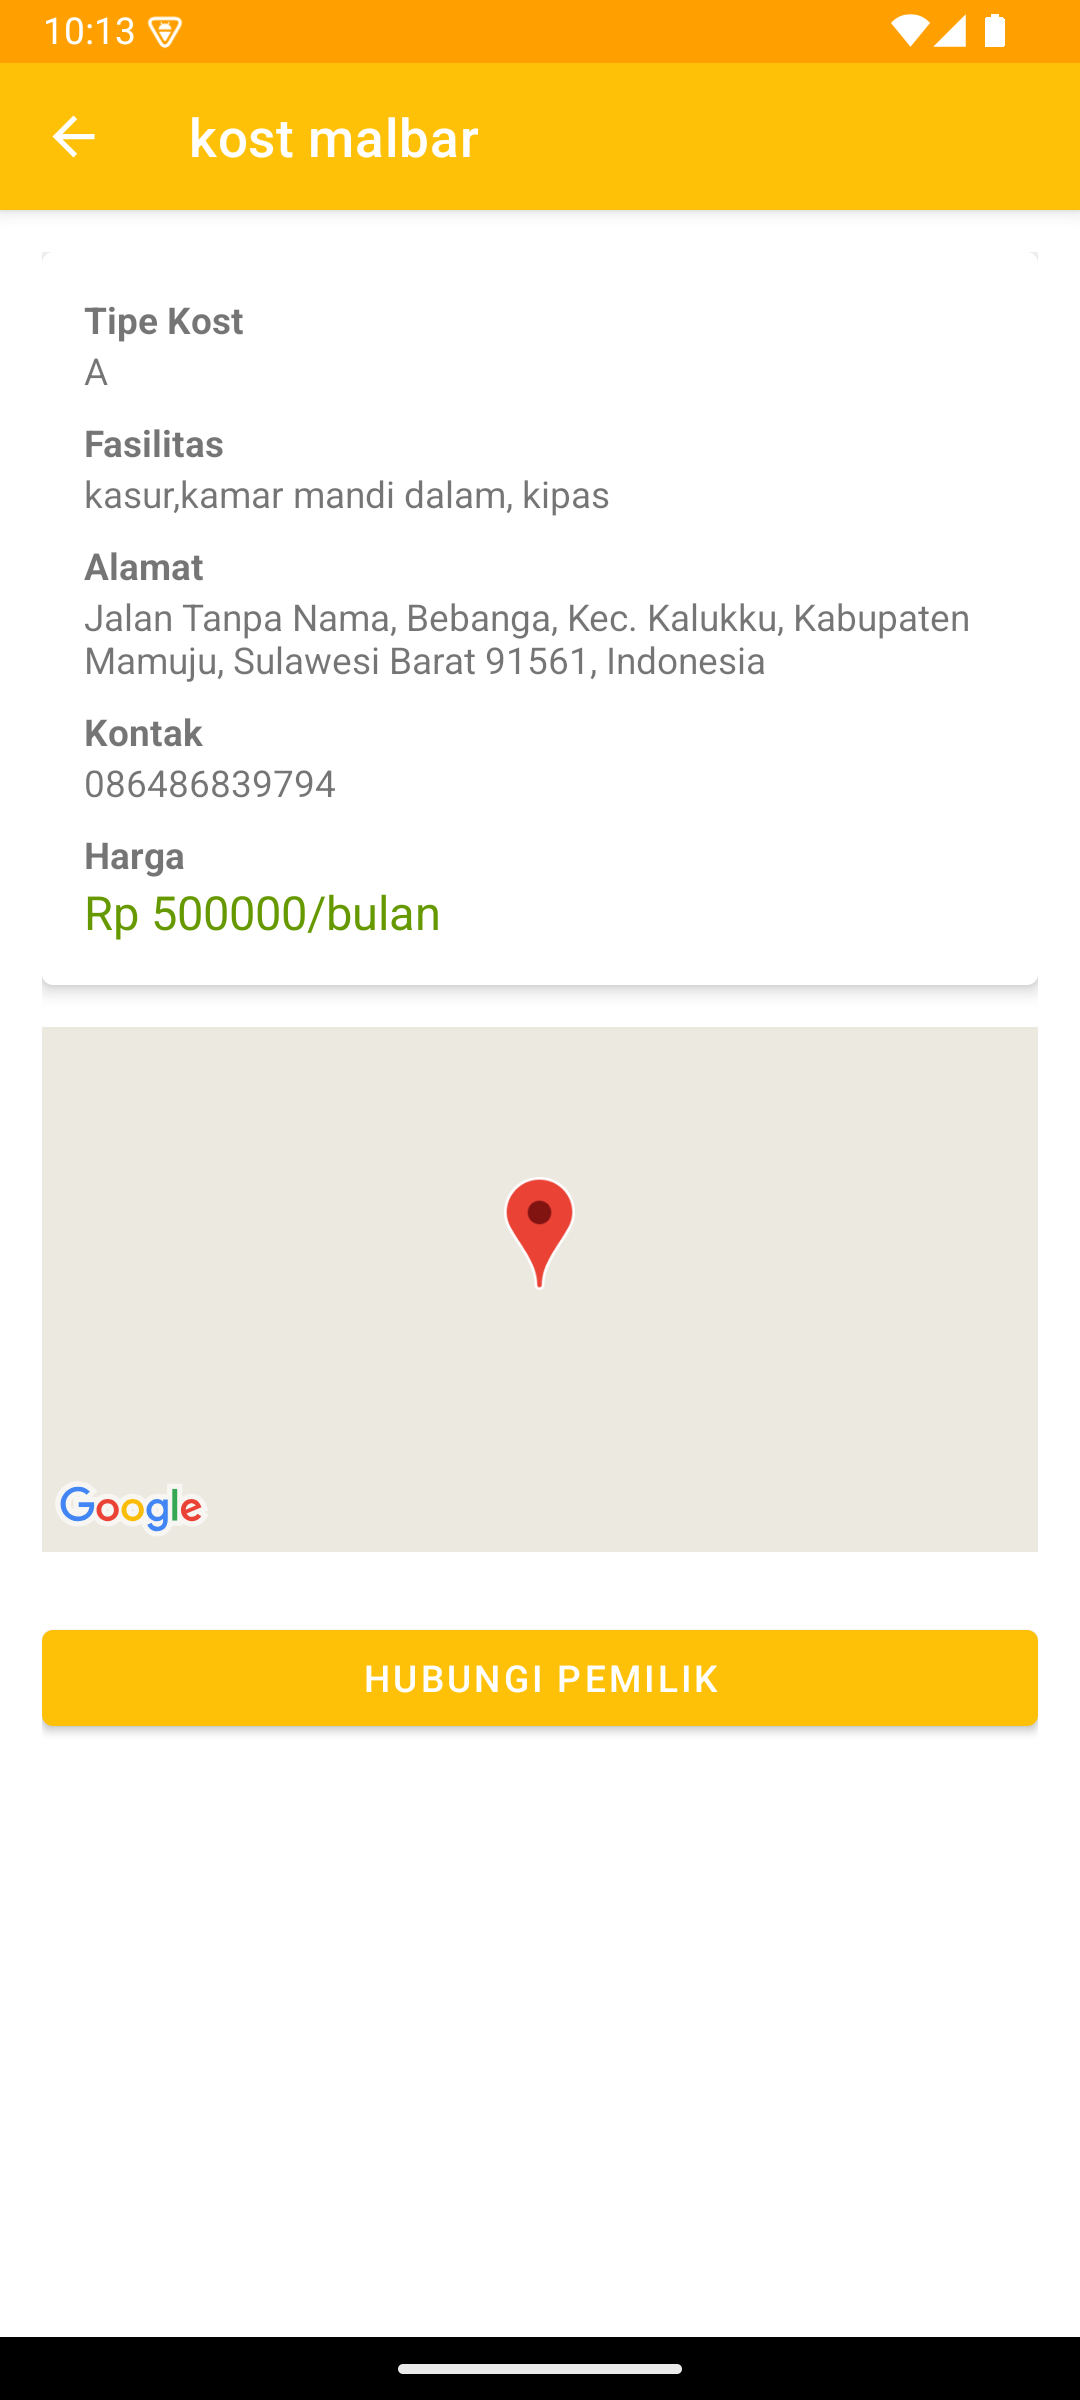 10:13
kost malbar
Tipe Kost
A
Fasilitas
kasur,kamar mandi dalam, kipas
Alamat
Jalan Tanpa Nama, Bebanga, Kec. Kalukku, Kabupaten
Mamuju, Sulawesi Barat 91561, Indonesia
Kontak
086486839794
Harga
Rp 500000/bulan
Google
HUBUNGI PEMILIK